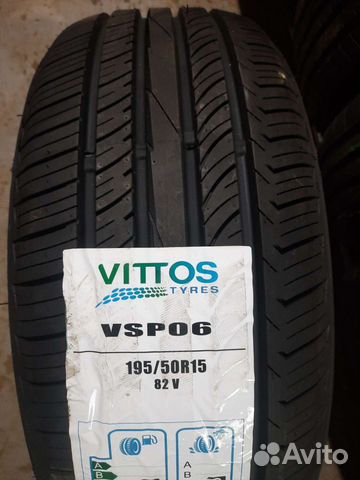 VITTOS
TYRES
VSP06
195/50R15
82 V
A
B
A
B
Avito